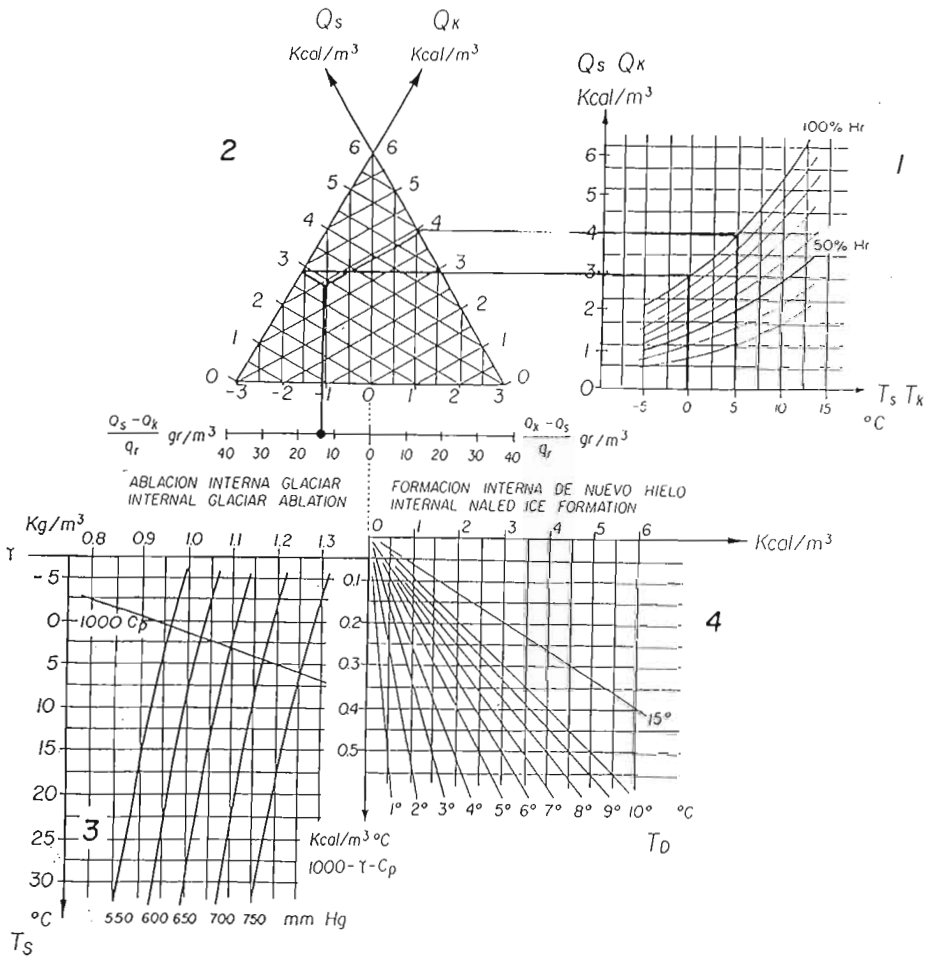 Qs QK
Kcal/m³ Kcal/m³
Qs QK
Kcal/m³
2
1
100% Hr
50% Hr
6 6
5 5
4 4
3 3
2 2
1 1
0 0
-3 -2 -1 0 1 2 3
6
5
4
3
2
1
0
-5 0 5 10 15
Ts Tk
°C
Qs - Qk / qr gr/m³
40 30 20 10 0 10 20 30 40
Qk - Qs / qr gr/m³
ABLACION INTERNA GLACIAR
INTERNAL GLACIAR ABLATION
FORMACION INTERNA DE NUEVO HIELO
INTERNAL NALED ICE FORMATION
Kg/m³
γ 0.8 0.9 1.0 1.1 1.2 1.3
0 1 2 3 4 5 6 Kcal/m³
-5
0
5
10
15
20
25
30
1000 Cp
0.1
0.2
0.3
0.4
0.5
4
15°
1° 2° 3° 4° 5° 6° 7° 8° 9° 10° °C
3
Kcal/m³ °C
1000-γ-Cp
TD
°C 550 600 650 700 750 mm Hg
Ts